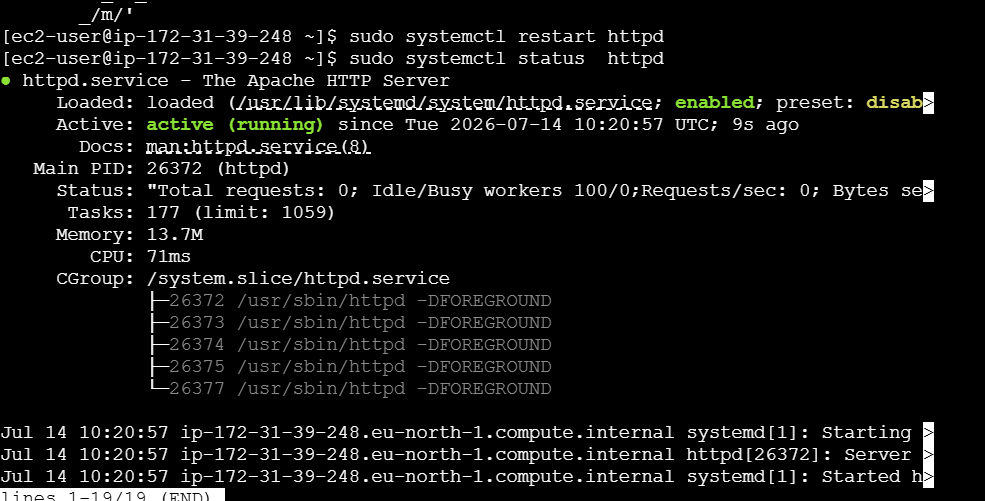 _/m/'
[ec2-user@ip-172-31-39-248 ~]$ sudo systemctl restart httpd
[ec2-user@ip-172-31-39-248 ~]$ sudo systemctl status  httpd
● httpd.service - The Apache HTTP Server
Loaded: loaded (/usr/lib/systemd/system/httpd.service; enabled; preset: disab>
Active: active (running) since Tue 2026-07-14 10:20:57 UTC; 9s ago
Docs: man:httpd.service(8)
Main PID: 26372 (httpd)
Status: "Total requests: 0; Idle/Busy workers 100/0;Requests/sec: 0; Bytes se>
Tasks: 177 (limit: 1059)
Memory: 13.7M
CPU: 71ms
CGroup: /system.slice/httpd.service
├─26372 /usr/sbin/httpd -DFOREGROUND
├─26373 /usr/sbin/httpd -DFOREGROUND
├─26374 /usr/sbin/httpd -DFOREGROUND
├─26375 /usr/sbin/httpd -DFOREGROUND
└─26377 /usr/sbin/httpd -DFOREGROUND
Jul 14 10:20:57 ip-172-31-39-248.eu-north-1.compute.internal systemd[1]: Starting >
Jul 14 10:20:57 ip-172-31-39-248.eu-north-1.compute.internal httpd[26372]: Server >
Jul 14 10:20:57 ip-172-31-39-248.eu-north-1.compute.internal systemd[1]: Started h>
lines 1-19/19 (END)